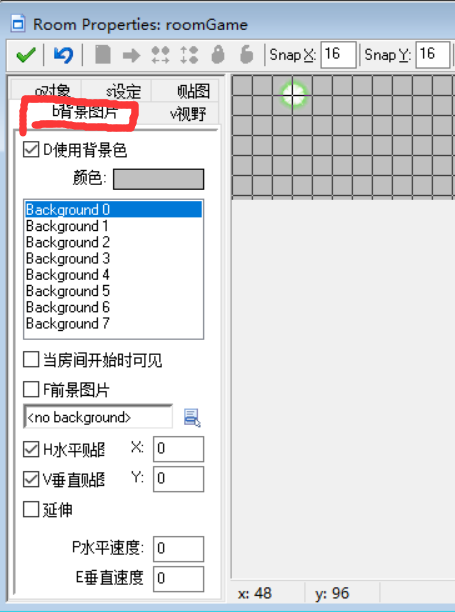 Room Properties: roomGame
Snap X: 16 Snap Y: 16
o对象 s设定 贴图
b背景图片 v视野
D使用背景色
颜色:
Background 0
Background 1
Background 2
Background 3
Background 4
Background 5
Background 6
Background 7
当房间开始时可见
F前景图片
<no background>
H水平贴图 X: 0
V垂直贴图 Y: 0
延伸
P水平速度: 0
E垂直速度 0
x: 48 y: 96